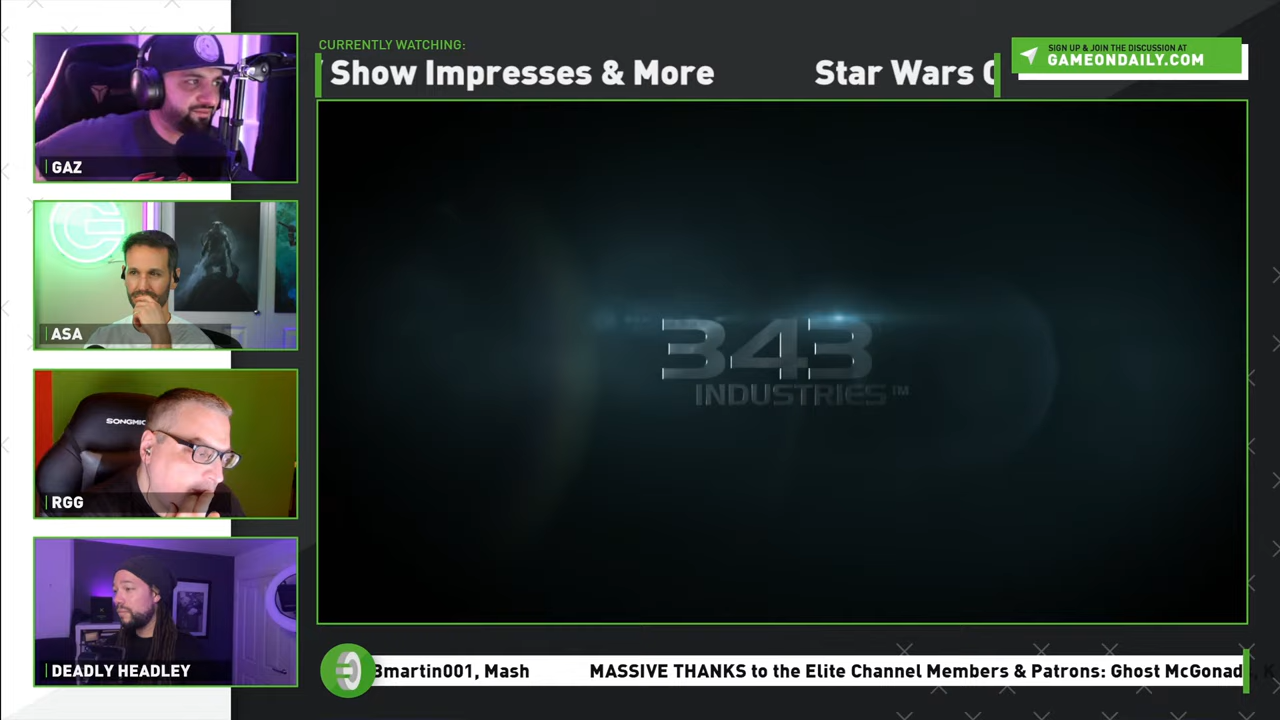 CURRENTLY WATCHING:
Show Impresses & More
Star Wars
SIGN UP & JOIN THE DISCUSSION AT
GAMEONDAILY.COM
GAZ
ASA
SONGMIC
RGG
DEADLY HEADLEY
343
INDUSTRIES™
3martin001, Mash
MASSIVE THANKS to the Elite Channel Members & Patrons: Ghost McGonad